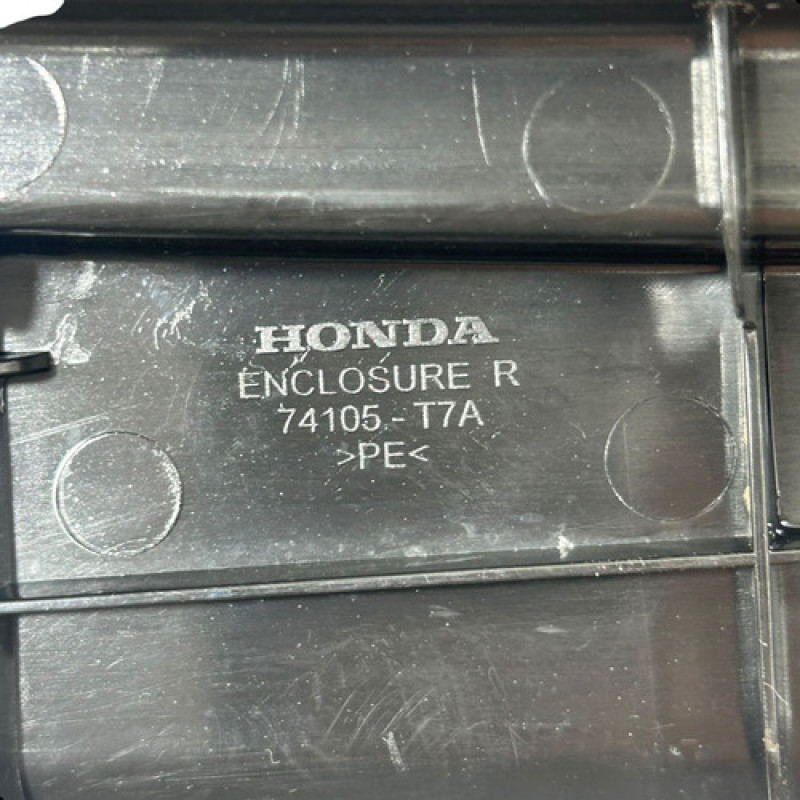 HONDA
ENCLOSURE R
74105-T7A
>PE<